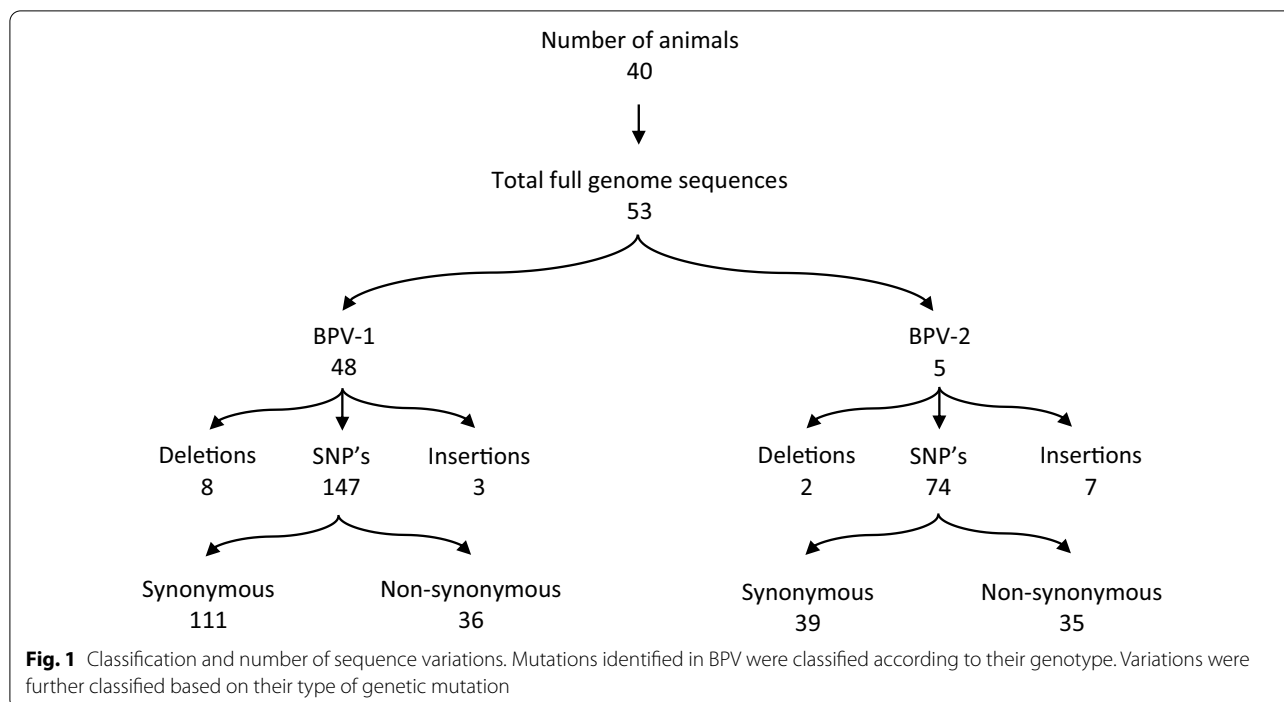 Number of animals
40
Total full genome sequences
53
BPV-1
48
BPV-2
5
Deletions
8
SNP's
147
Insertions
3
Deletions
2
SNP's
74
Insertions
7
Synonymous
111
Non-synonymous
36
Synonymous
39
Non-synonymous
35
Fig. 1 Classification and number of sequence variations. Mutations identified in BPV were classified according to their genotype. Variations were
further classified based on their type of genetic mutation